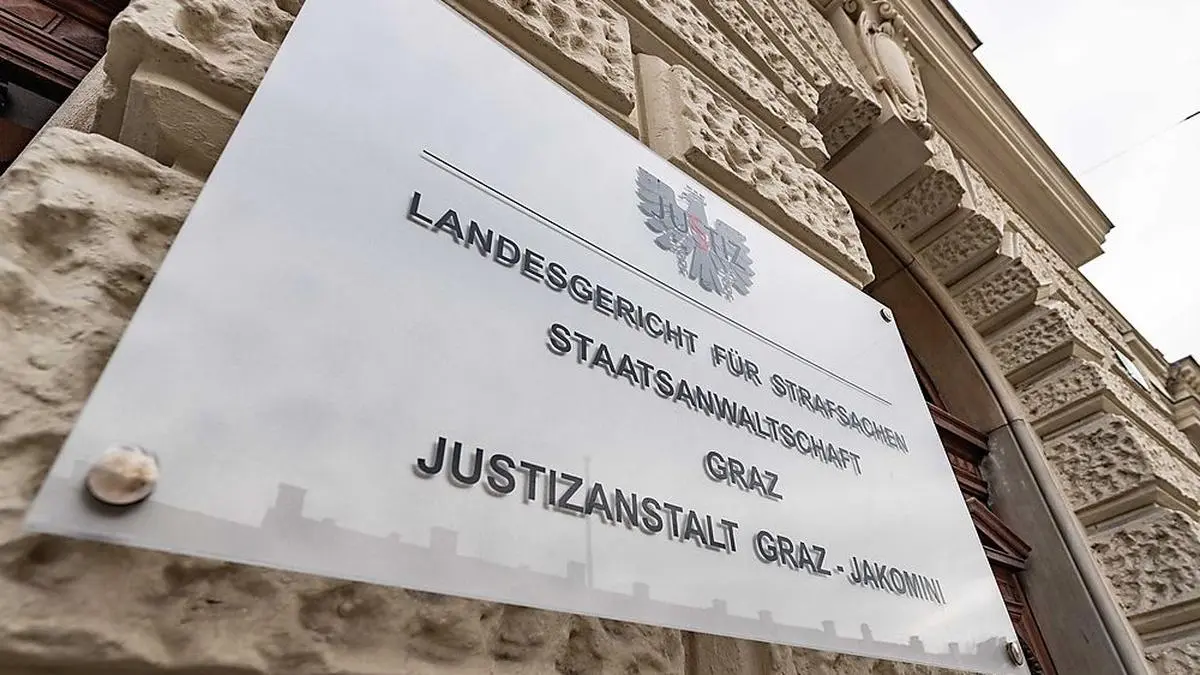 JUSTIZ
LANDESGERICHT FÜR STRAFSACHEN
STAATSANWALTSCHAFT
GRAZ
JUSTIZANSTALT GRAZ - JAKOMINI